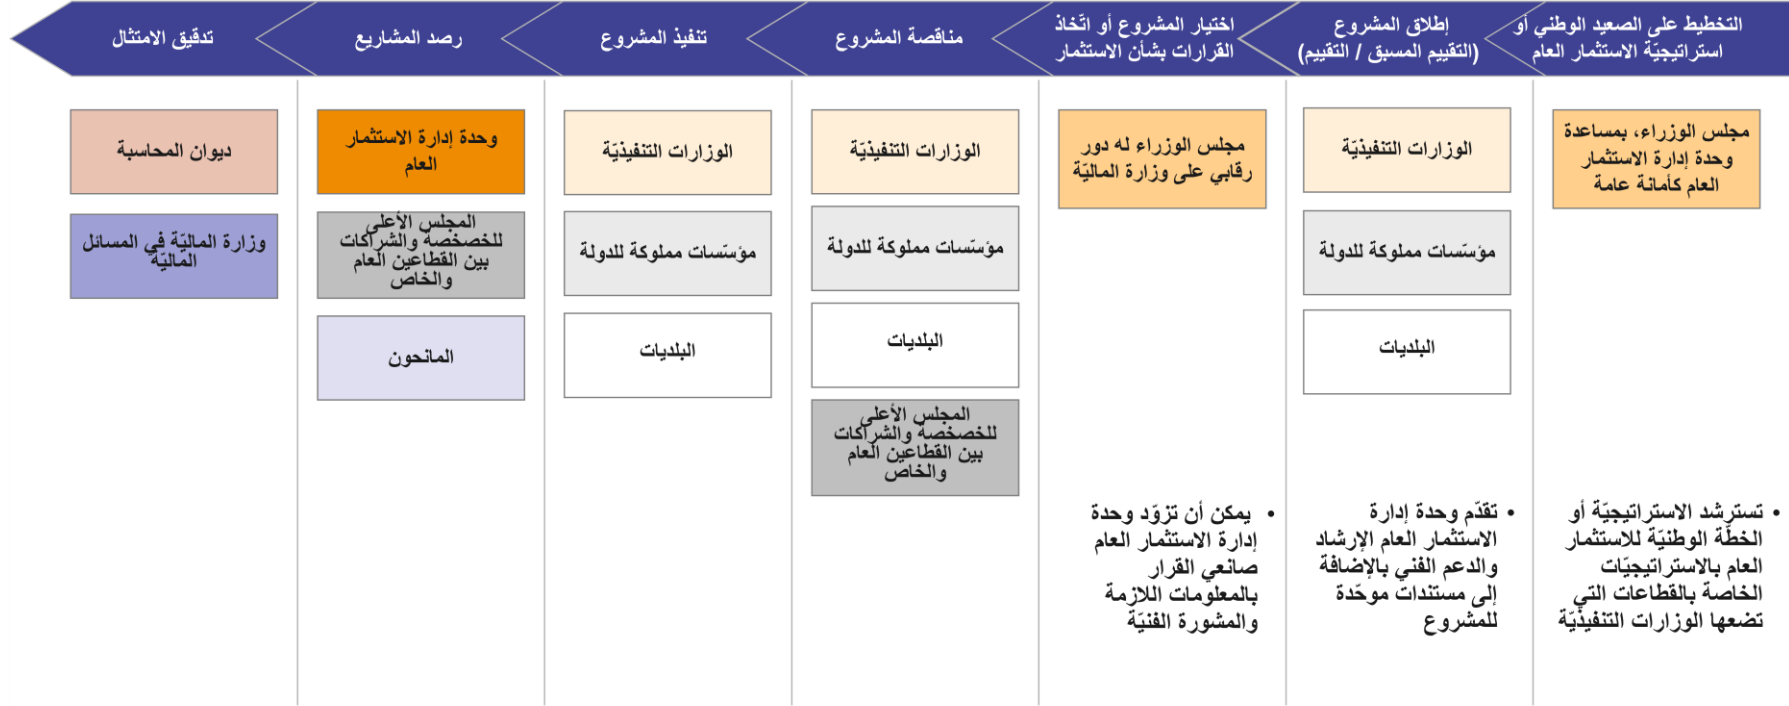 التخطيط على الصعيد الوطني أو
استراتيجيّة الاستثمار العام
إطلاق المشروع
(التقييم المسبق / التقييم)
اختيار المشروع أو اتّخاذ
القرارات بشأن الاستثمار
مناقصة المشروع
تنفيذ المشروع
رصد المشاريع
تدقيق الامتثال
مجلس الوزراء، بمساعدة
وحدة إدارة الاستثمار
العام كأمانة عامة
• تسترشد الاستراتيجيّة أو
الخطّة الوطنيّة للاستثمار
العام بالاستراتيجيّات
الخاصة بالقطاعات التي
تضعها الوزارات التنفيذيّة
الوزارات التنفيذيّة
مؤسّسات مملوكة للدولة
البلديات
• تقدّم وحدة إدارة
الاستثمار العام الإرشاد
والدعم الفني بالإضافة
إلى مستندات موحّدة
للمشروع
مجلس الوزراء له دور
رقابي على وزارة الماليّة
• يمكن أن تزوّد وحدة
إدارة الاستثمار العام
صانعي القرار
بالمعلومات اللازمة
والمشورة الفنيّة
الوزارات التنفيذيّة
مؤسّسات مملوكة للدولة
البلديات
المجلس الأعلى
للخصخصة والشراكات
بين القطاعين العام
والخاص
الوزارات التنفيذيّة
مؤسّسات مملوكة للدولة
البلديات
وحدة إدارة الاستثمار
العام
المجلس الأعلى
للخصخصة والشراكات
بين القطاعين العام
والخاص
المانحون
ديوان المحاسبة
وزارة الماليّة في المسائل
الماليّة